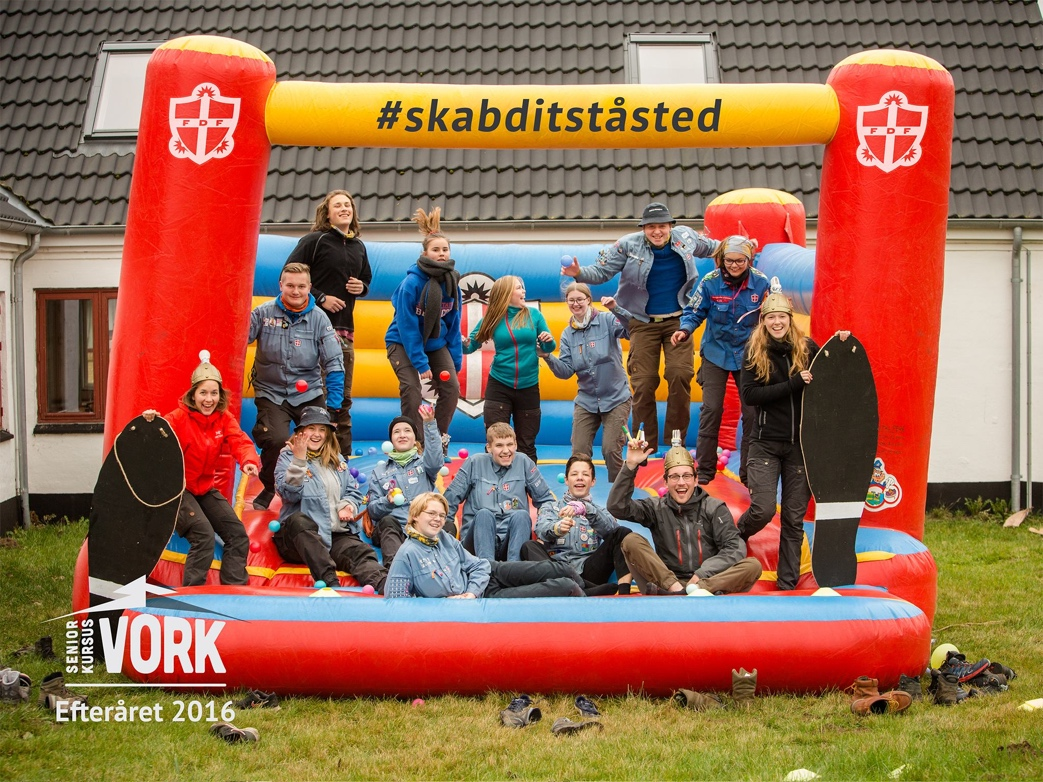 #skabditståsted
FDF
FDF
SENIOR
KURSUS
VORK
Efteråret 2016